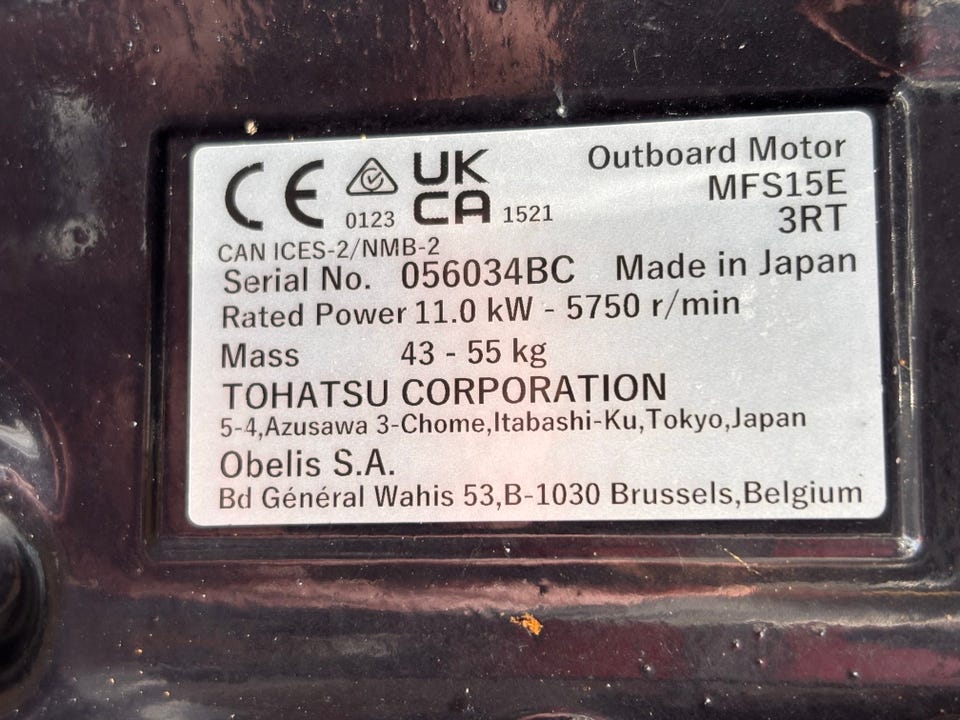 CE 0123 UK
CA 1521
Outboard Motor
MFS15E
3RT
CAN ICES-2/NMB-2
Serial No. 056034BC Made in Japan
Rated Power 11.0 kW - 5750 r/min
Mass 43 - 55 kg
TOHATSU CORPORATION
5-4,Azusawa 3-Chome,Itabashi-Ku,Tokyo,Japan
Obelis S.A.
Bd Général Wahis 53,B-1030 Brussels,Belgium